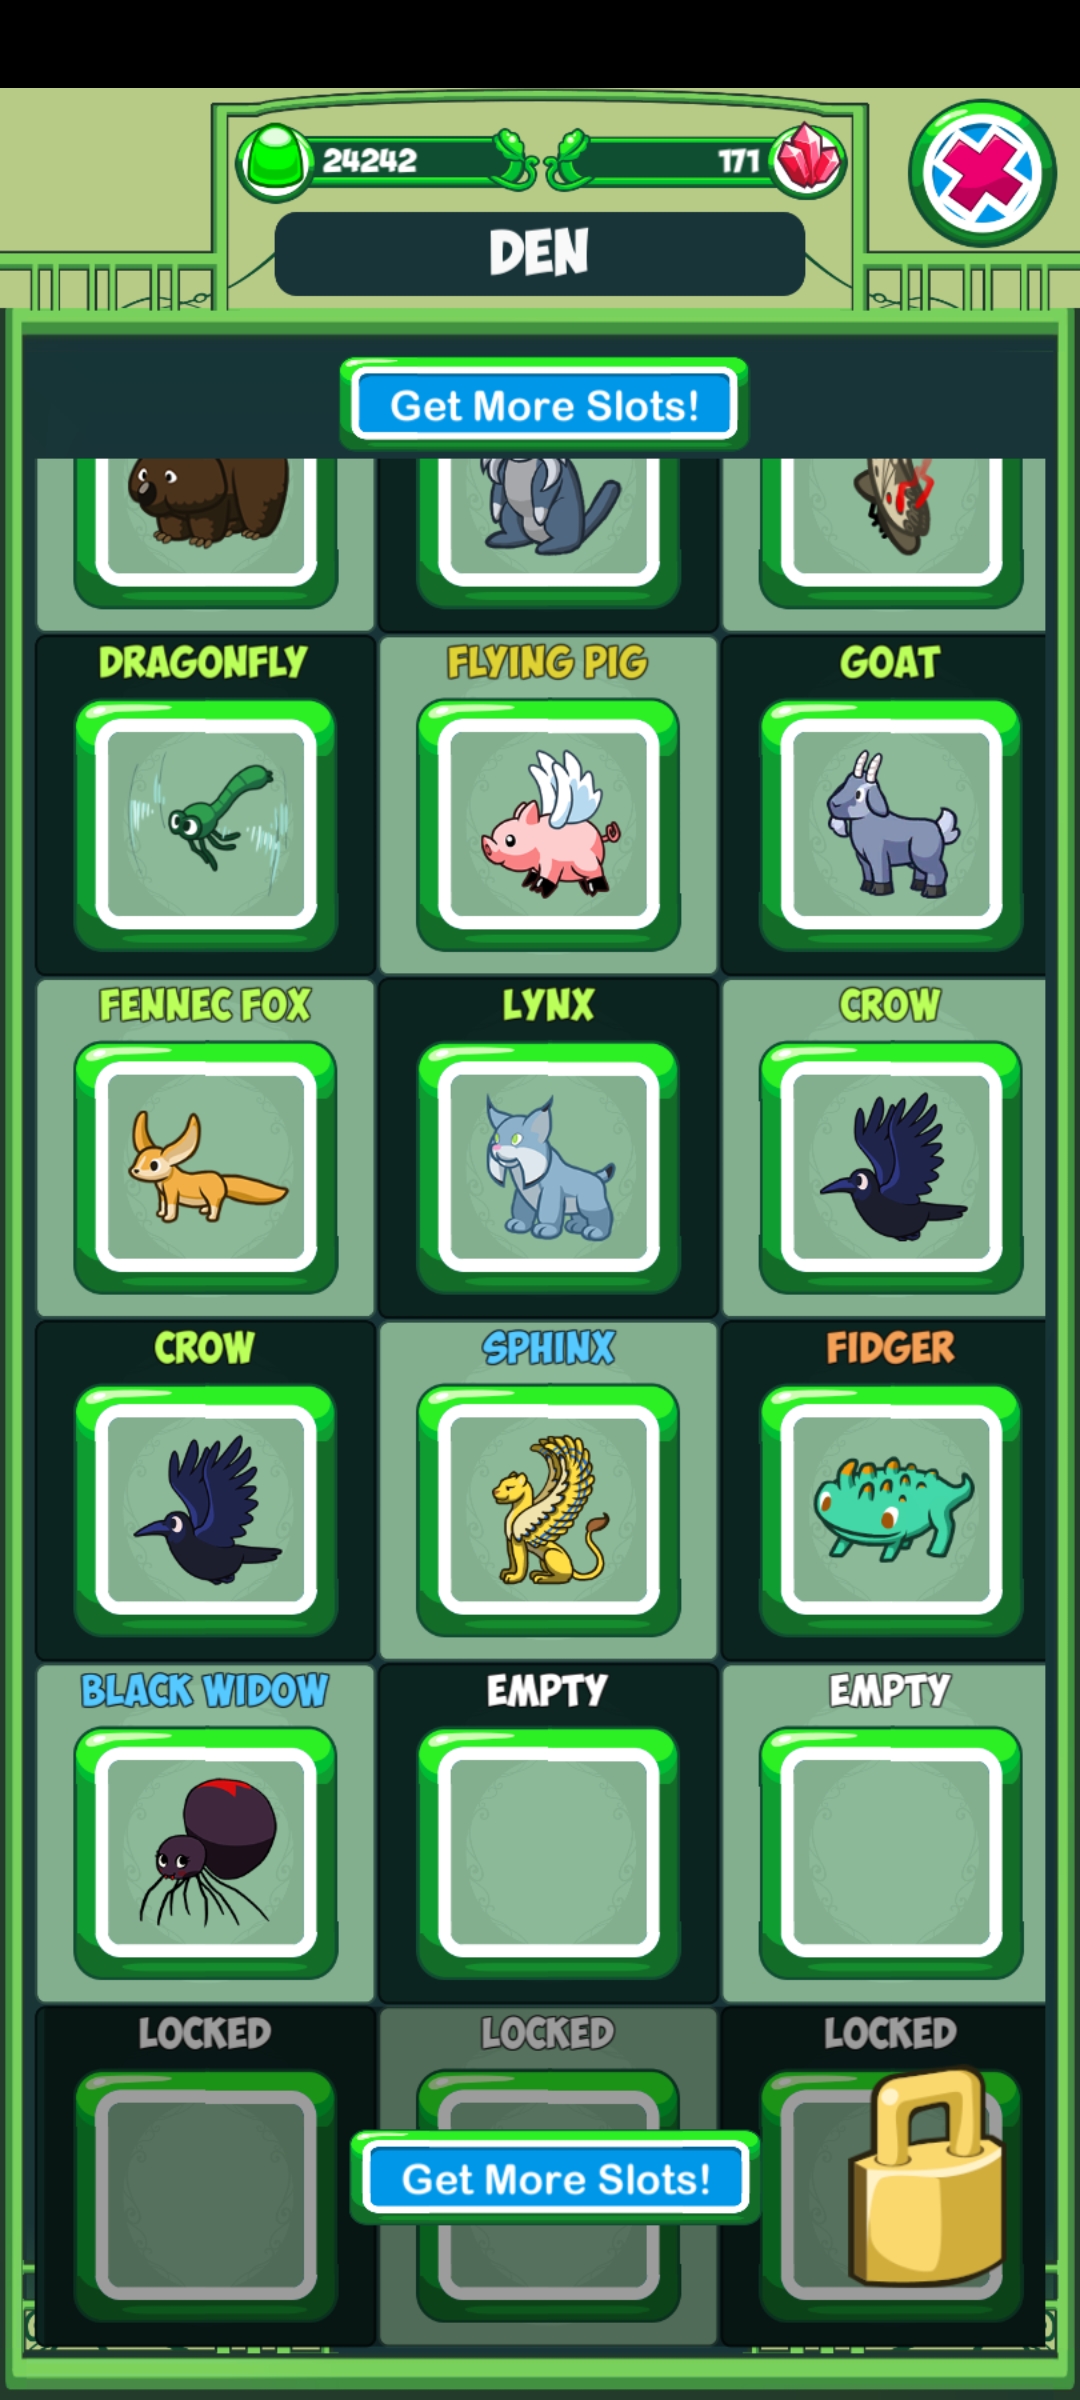 24242
171
DEN
Get More Slots!
DRAGONFLY
FLYING PIG
GOAT
FENNEC FOX
LYNX
CROW
CROW
SPHINX
FIDGER
BLACK WIDOW
EMPTY
EMPTY
LOCKED
LOCKED
LOCKED
Get More Slots!